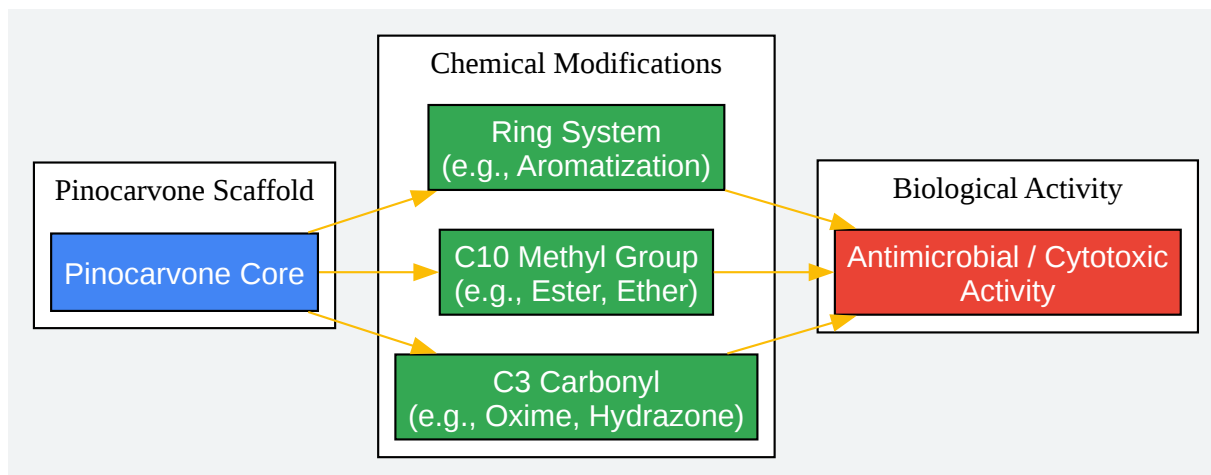 Chemical Modifications
Pinocarvone Scaffold
Pinocarvone Core
Ring System
(e.g., Aromatization)
C10 Methyl Group
(e.g., Ester, Ether)
C3 Carbonyl
(e.g., Oxime, Hydrazone)
Biological Activity
Antimicrobial / Cytotoxic
Activity